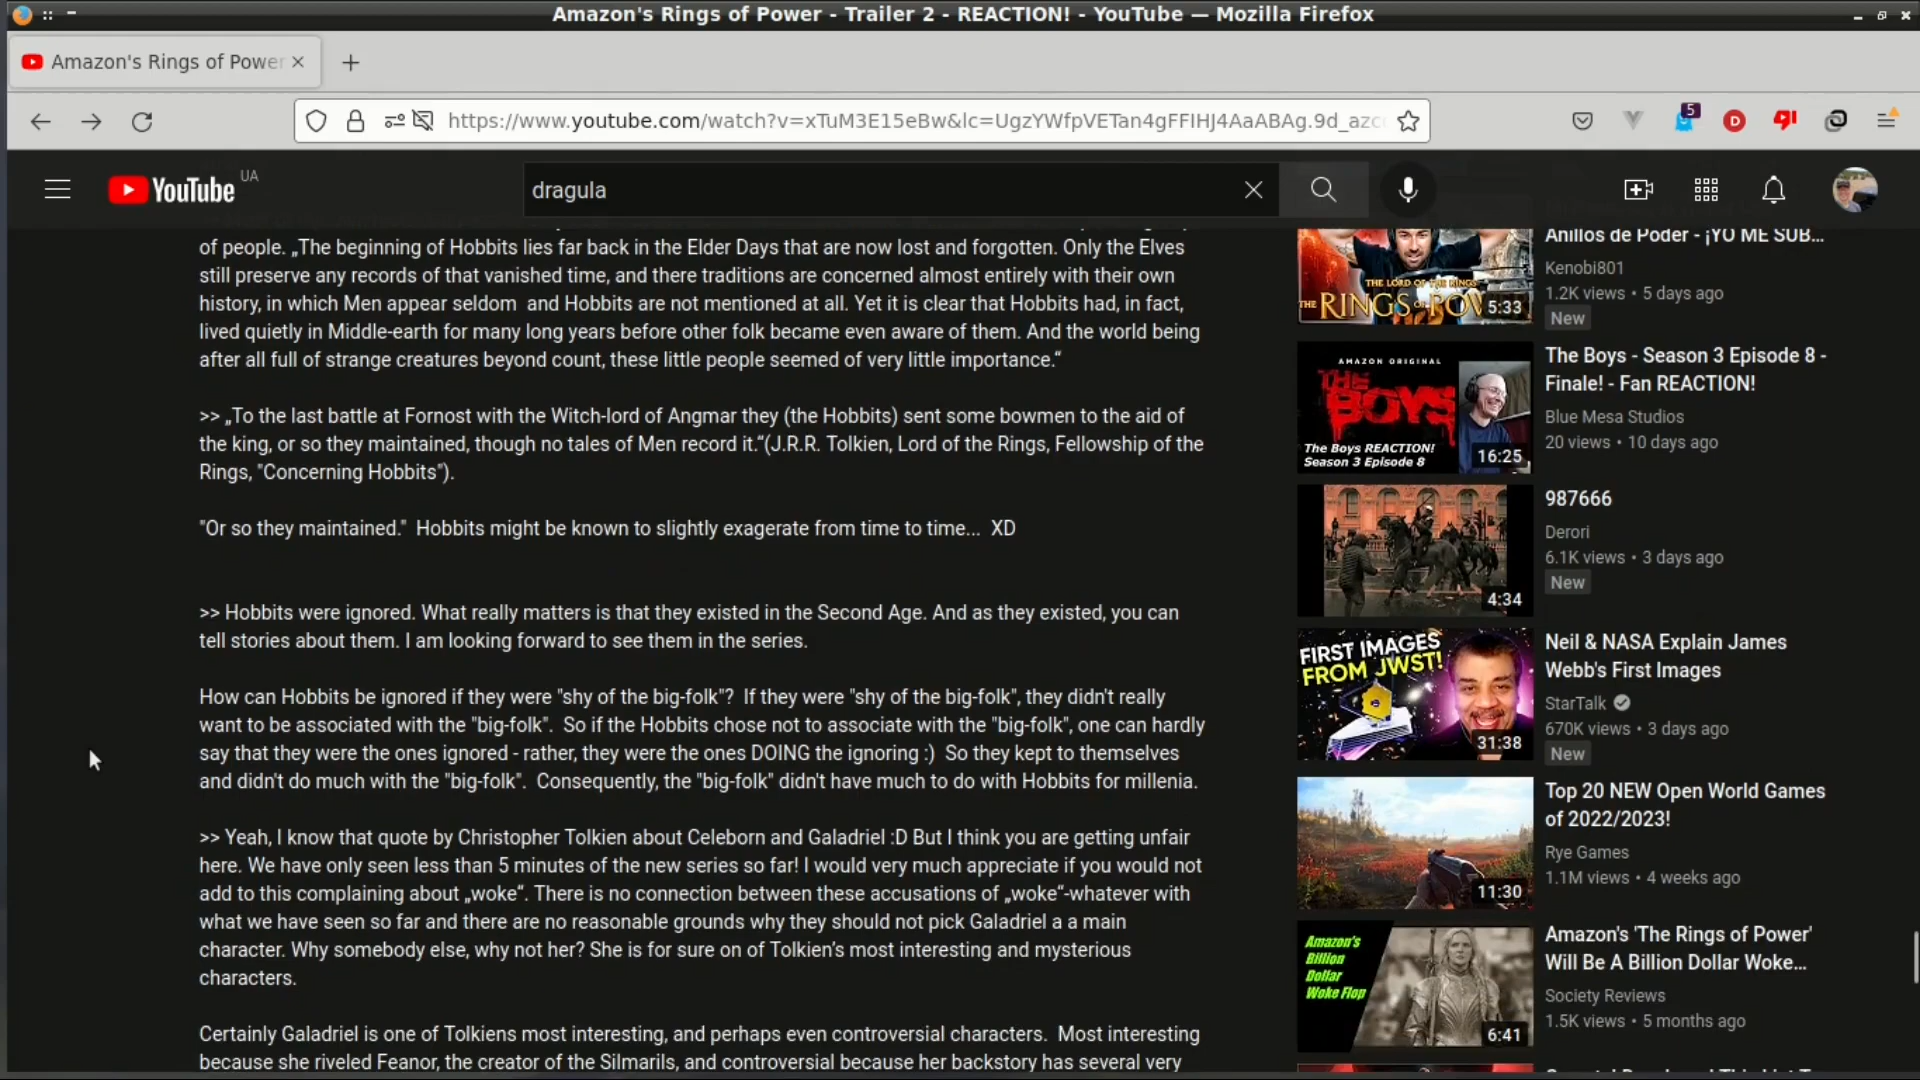 Amazon's Rings of Power - Trailer 2 - REACTION! - YouTube — Mozilla Firefox
Amazon's Rings of Power
https://www.youtube.com/watch?v=xTuM3E15eBw&lc=UgzYWfpVETan4gFFIHJ4AaABAg.9d_azc
5
D
YouTube UA
dragula
of people. „The beginning of Hobbits lies far back in the Elder Days that are now lost and forgotten. Only the Elves
still preserve any records of that vanished time, and there traditions are concerned almost entirely with their own
history, in which Men appear seldom and Hobbits are not mentioned at all. Yet it is clear that Hobbits had, in fact,
lived quietly in Middle-earth for many long years before other folk became even aware of them. And the world being
after all full of strange creatures beyond count, these little people seemed of very little importance.“
>> „To the last battle at Fornost with the Witch-lord of Angmar they (the Hobbits) sent some bowmen to the aid of
the king, or so they maintained, though no tales of Men record it.“(J.R.R. Tolkien, Lord of the Rings, Fellowship of the
Rings, "Concerning Hobbits").
"Or so they maintained." Hobbits might be known to slightly exagerate from time to time... XD
>> Hobbits were ignored. What really matters is that they existed in the Second Age. And as they existed, you can
tell stories about them. I am looking forward to see them in the series.
How can Hobbits be ignored if they were "shy of the big-folk"? If they were "shy of the big-folk", they didn't really
want to be associated with the "big-folk". So if the Hobbits chose not to associate with the "big-folk", one can hardly
say that they were the ones ignored - rather, they were the ones DOING the ignoring :) So they kept to themselves
and didn't do much with the "big-folk". Consequently, the "big-folk" didn't have much to do with Hobbits for millenia.
>> Yeah, I know that quote by Christopher Tolkien about Celeborn and Galadriel :D But I think you are getting unfair
here. We have only seen less than 5 minutes of the new series so far! I would very much appreciate if you would not
add to this complaining about „woke“. There is no connection between these accusations of „woke“-whatever with
what we have seen so far and there are no reasonable grounds why they should not pick Galadriel a a main
character. Why somebody else, why not her? She is for sure on of Tolkien’s most interesting and mysterious
characters.
Certainly Galadriel is one of Tolkiens most interesting, and perhaps even controversial characters. Most interesting
because she riveled Feanor, the creator of the Silmarils, and controversial because her backstory has several very
THE LORD OF THE RINGS
THE RINGS OF POWER
5:33
Anillos de Poder - ¡YO ME SUB...
Kenobi801
1.2K views • 5 days ago
New
AMAZON ORIGINAL
THE BOYS
The Boys REACTION!
Season 3 Episode 8
16:25
The Boys - Season 3 Episode 8 -
Finale! - Fan REACTION!
Blue Mesa Studios
20 views • 10 days ago
4:34
987666
Derori
6.1K views • 3 days ago
New
FIRST IMAGES
FROM JWST!
31:38
Neil & NASA Explain James
Webb's First Images
StarTalk
670K views • 3 days ago
New
11:30
Top 20 NEW Open World Games
of 2022/2023!
Rye Games
1.1M views • 4 weeks ago
Amazon's
Billion
Dollar
Woke Flop
6:41
Amazon's 'The Rings of Power'
Will Be A Billion Dollar Woke...
Society Reviews
1.5K views • 5 months ago